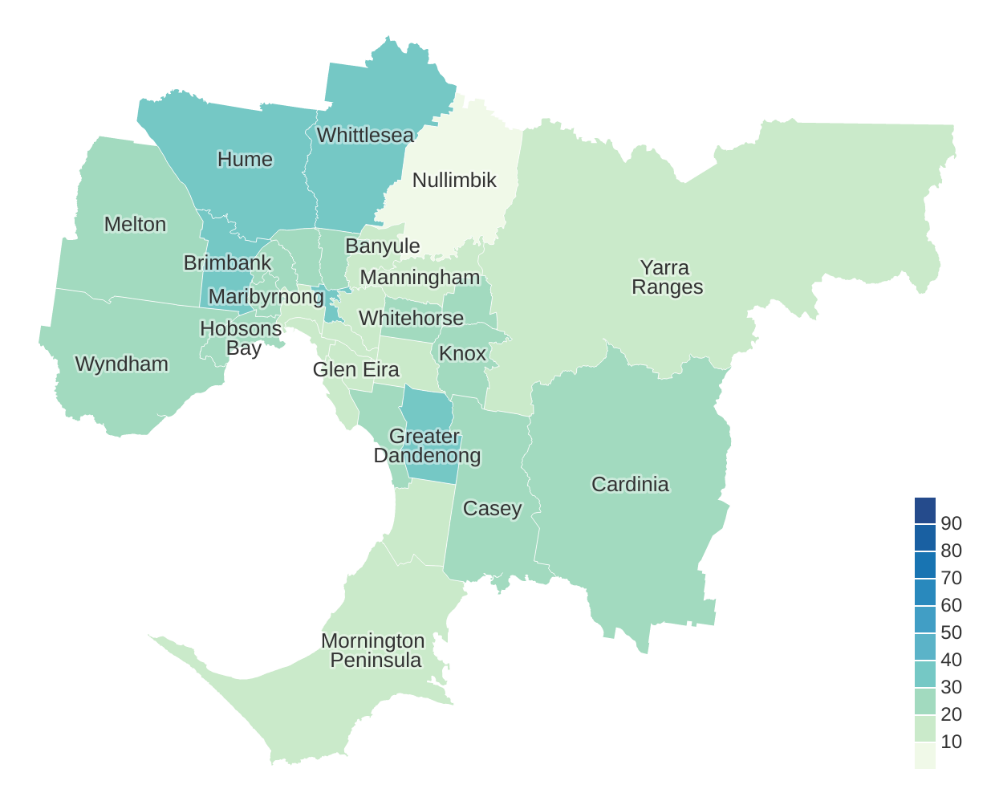 Whittlesea
Hume
Nullimbik
Melton
Banyule
Brimbank
Manningham
Yarra
Ranges
Maribyrnong
Whitehorse
Hobsons
Bay
Knox
Wyndham
Glen Eira
Greater
Dandenong
Cardinia
Casey
90
80
70
60
50
40
30
20
10
Mornington
Peninsula